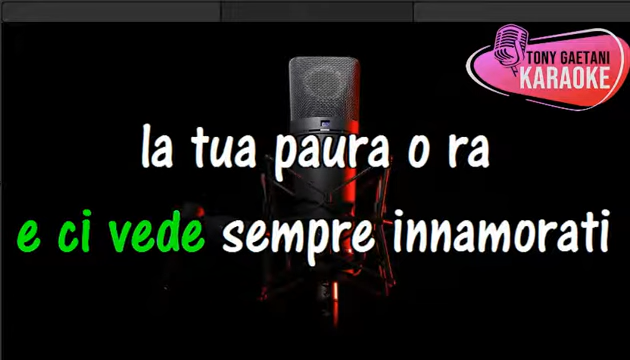 TONY GAETANI
KARAOKE
la tua paura o ra
e ci vede sempre innamorati